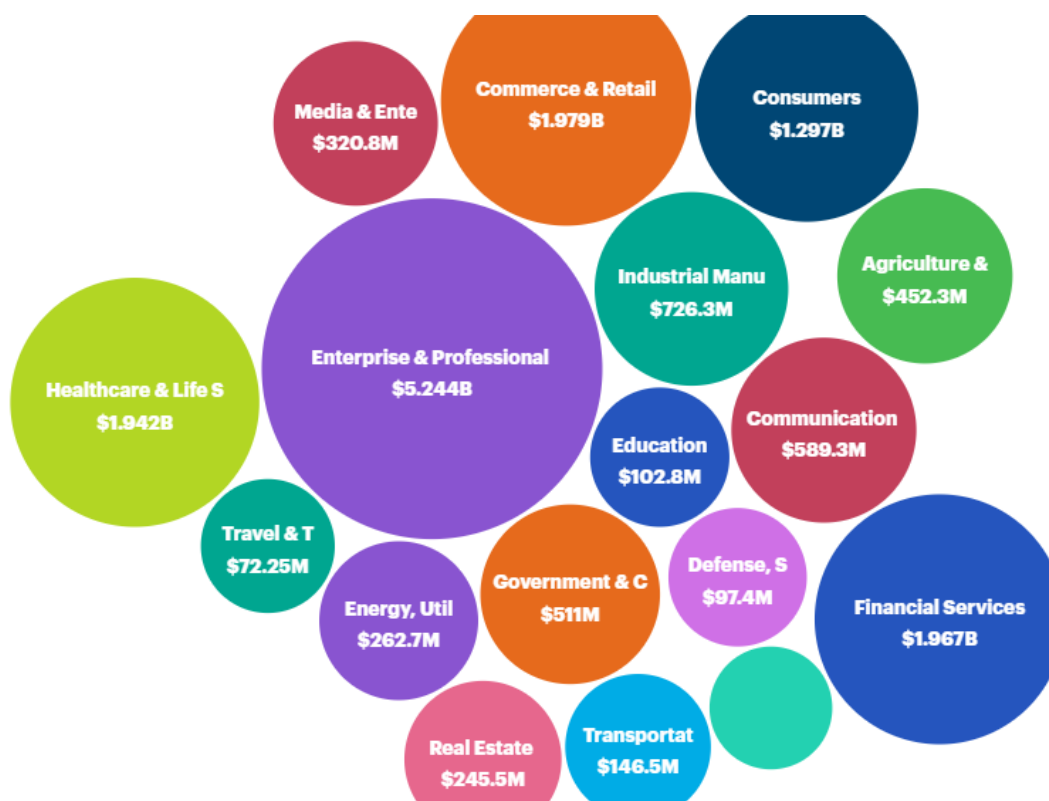 Commerce & Retail
$1.979B
Consumers
$1.297B
Media & Ente
$320.8M
Industrial Manu
$726.3M
Agriculture &
$452.3M
Enterprise & Professional
$5.244B
Healthcare & Life S
$1.942B
Communication
$589.3M
Education
$102.8M
Travel & T
$72.25M
Government & C
$511M
Defense, S
$97.4M
Energy, Util
$262.7M
Financial Services
$1.967B
Real Estate
$245.5M
Transportat
$146.5M